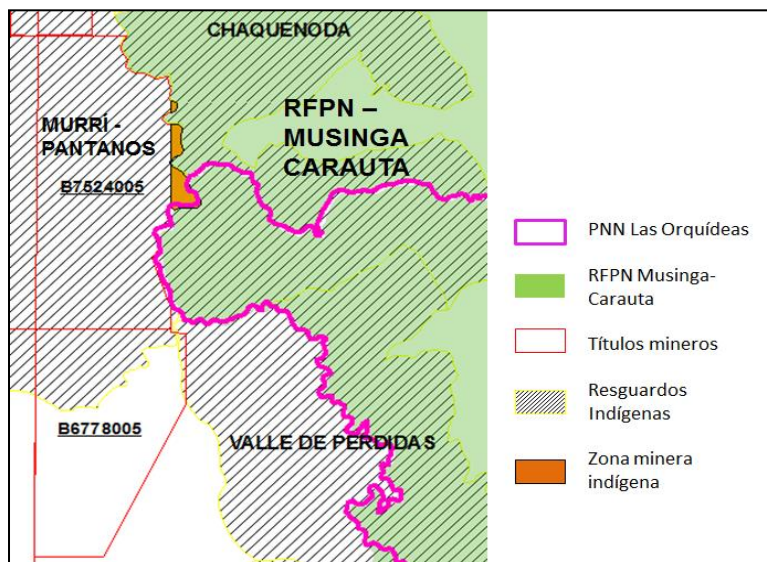 CHAQUENODA
RFPN –
MUSINGA
CARAUTA
MURRÍ -
PANTANOS
B7524005
B6778005
VALLE DE PERDIDAS
PNN Las Orquídeas
RFPN Musinga-
Carauta
Títulos mineros
Resguardos
Indígenas
Zona minera
indígena